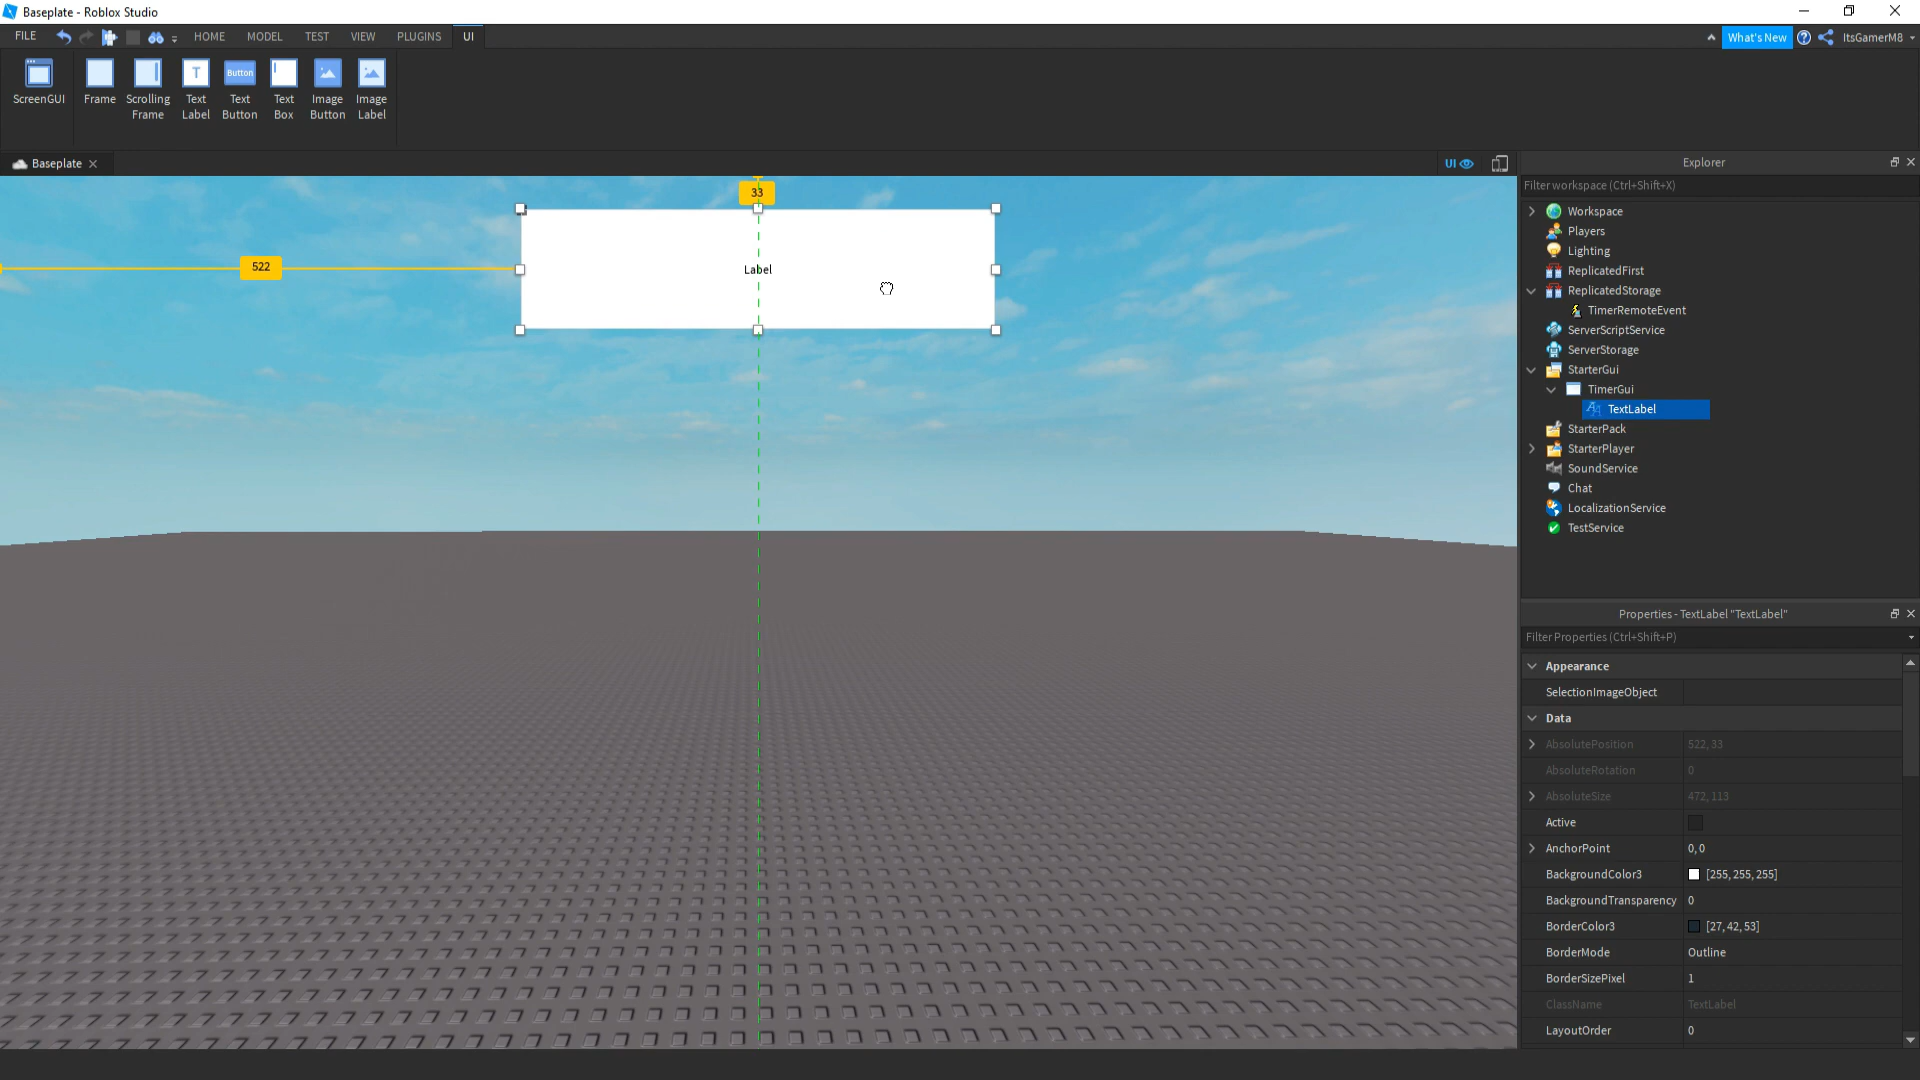 Baseplate - Roblox Studio
FILE HOME MODEL TEST VIEW PLUGINS UI What's New ItsGamerM8
ScreenGUI Frame Scrolling Frame Text Label Text Button Text Box Image Button Image Label
T Button
Baseplate UI
33
522
Label
Explorer
Filter workspace (Ctrl+Shift+X)
Workspace
Players
Lighting
ReplicatedFirst
ReplicatedStorage
TimerRemoteEvent
ServerScriptService
ServerStorage
StarterGui
TimerGui
TextLabel
StarterPack
StarterPlayer
SoundService
Chat
LocalizationService
TestService
Properties - TextLabel "TextLabel"
Filter Properties (Ctrl+Shift+P)
Appearance
SelectionImageObject
Data
AbsolutePosition 522, 33
AbsoluteRotation 0
AbsoluteSize 472, 113
Active
AnchorPoint 0, 0
BackgroundColor3 [255, 255, 255]
BackgroundTransparency 0
BorderColor3 [27, 42, 53]
BorderMode Outline
BorderSizePixel 1
ClassName TextLabel
LayoutOrder 0